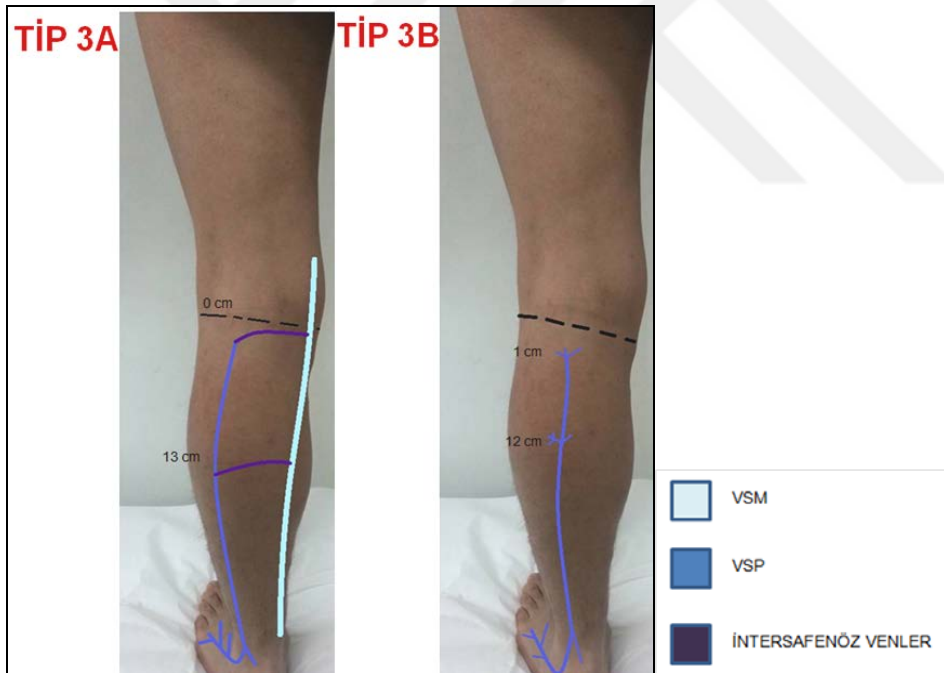 TİP 3A
TİP 3B
0 cm
13 cm
1 cm
12 cm
VSM
VSP
İNTERSAFENÖZ VENLER